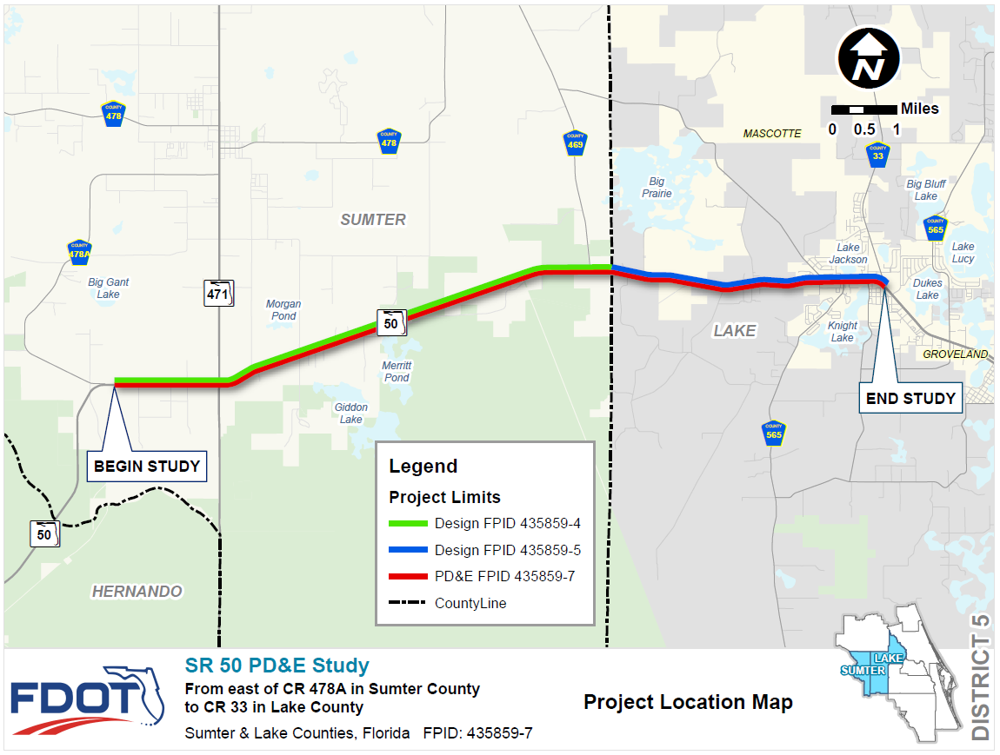 COUNTY
478
COUNTY
478
COUNTY
469
MASCOTTE
N
Miles
0 0.5 1
COUNTY
33
Big
Prairie
Big Bluff
Lake
SUMTER
COUNTY
565
COUNTY
478A
Lake
Jackson
Lake
Lucy
Big Gant
Lake
471
Morgan
Pond
Dukes
Lake
50
LAKE
Knight
Lake
GROVELAND
Merritt
Pond
Giddon
Lake
END STUDY
COUNTY
565
BEGIN STUDY
50
HERNANDO
Legend
Project Limits
Design FPID 435859-4
Design FPID 435859-5
PD&E FPID 435859-7
CountyLine
FDOT
SR 50 PD&E Study
From east of CR 478A in Sumter County
to CR 33 in Lake County
Sumter & Lake Counties, Florida FPID: 435859-7
Project Location Map
LAKE
SUMTER
DISTRICT 5